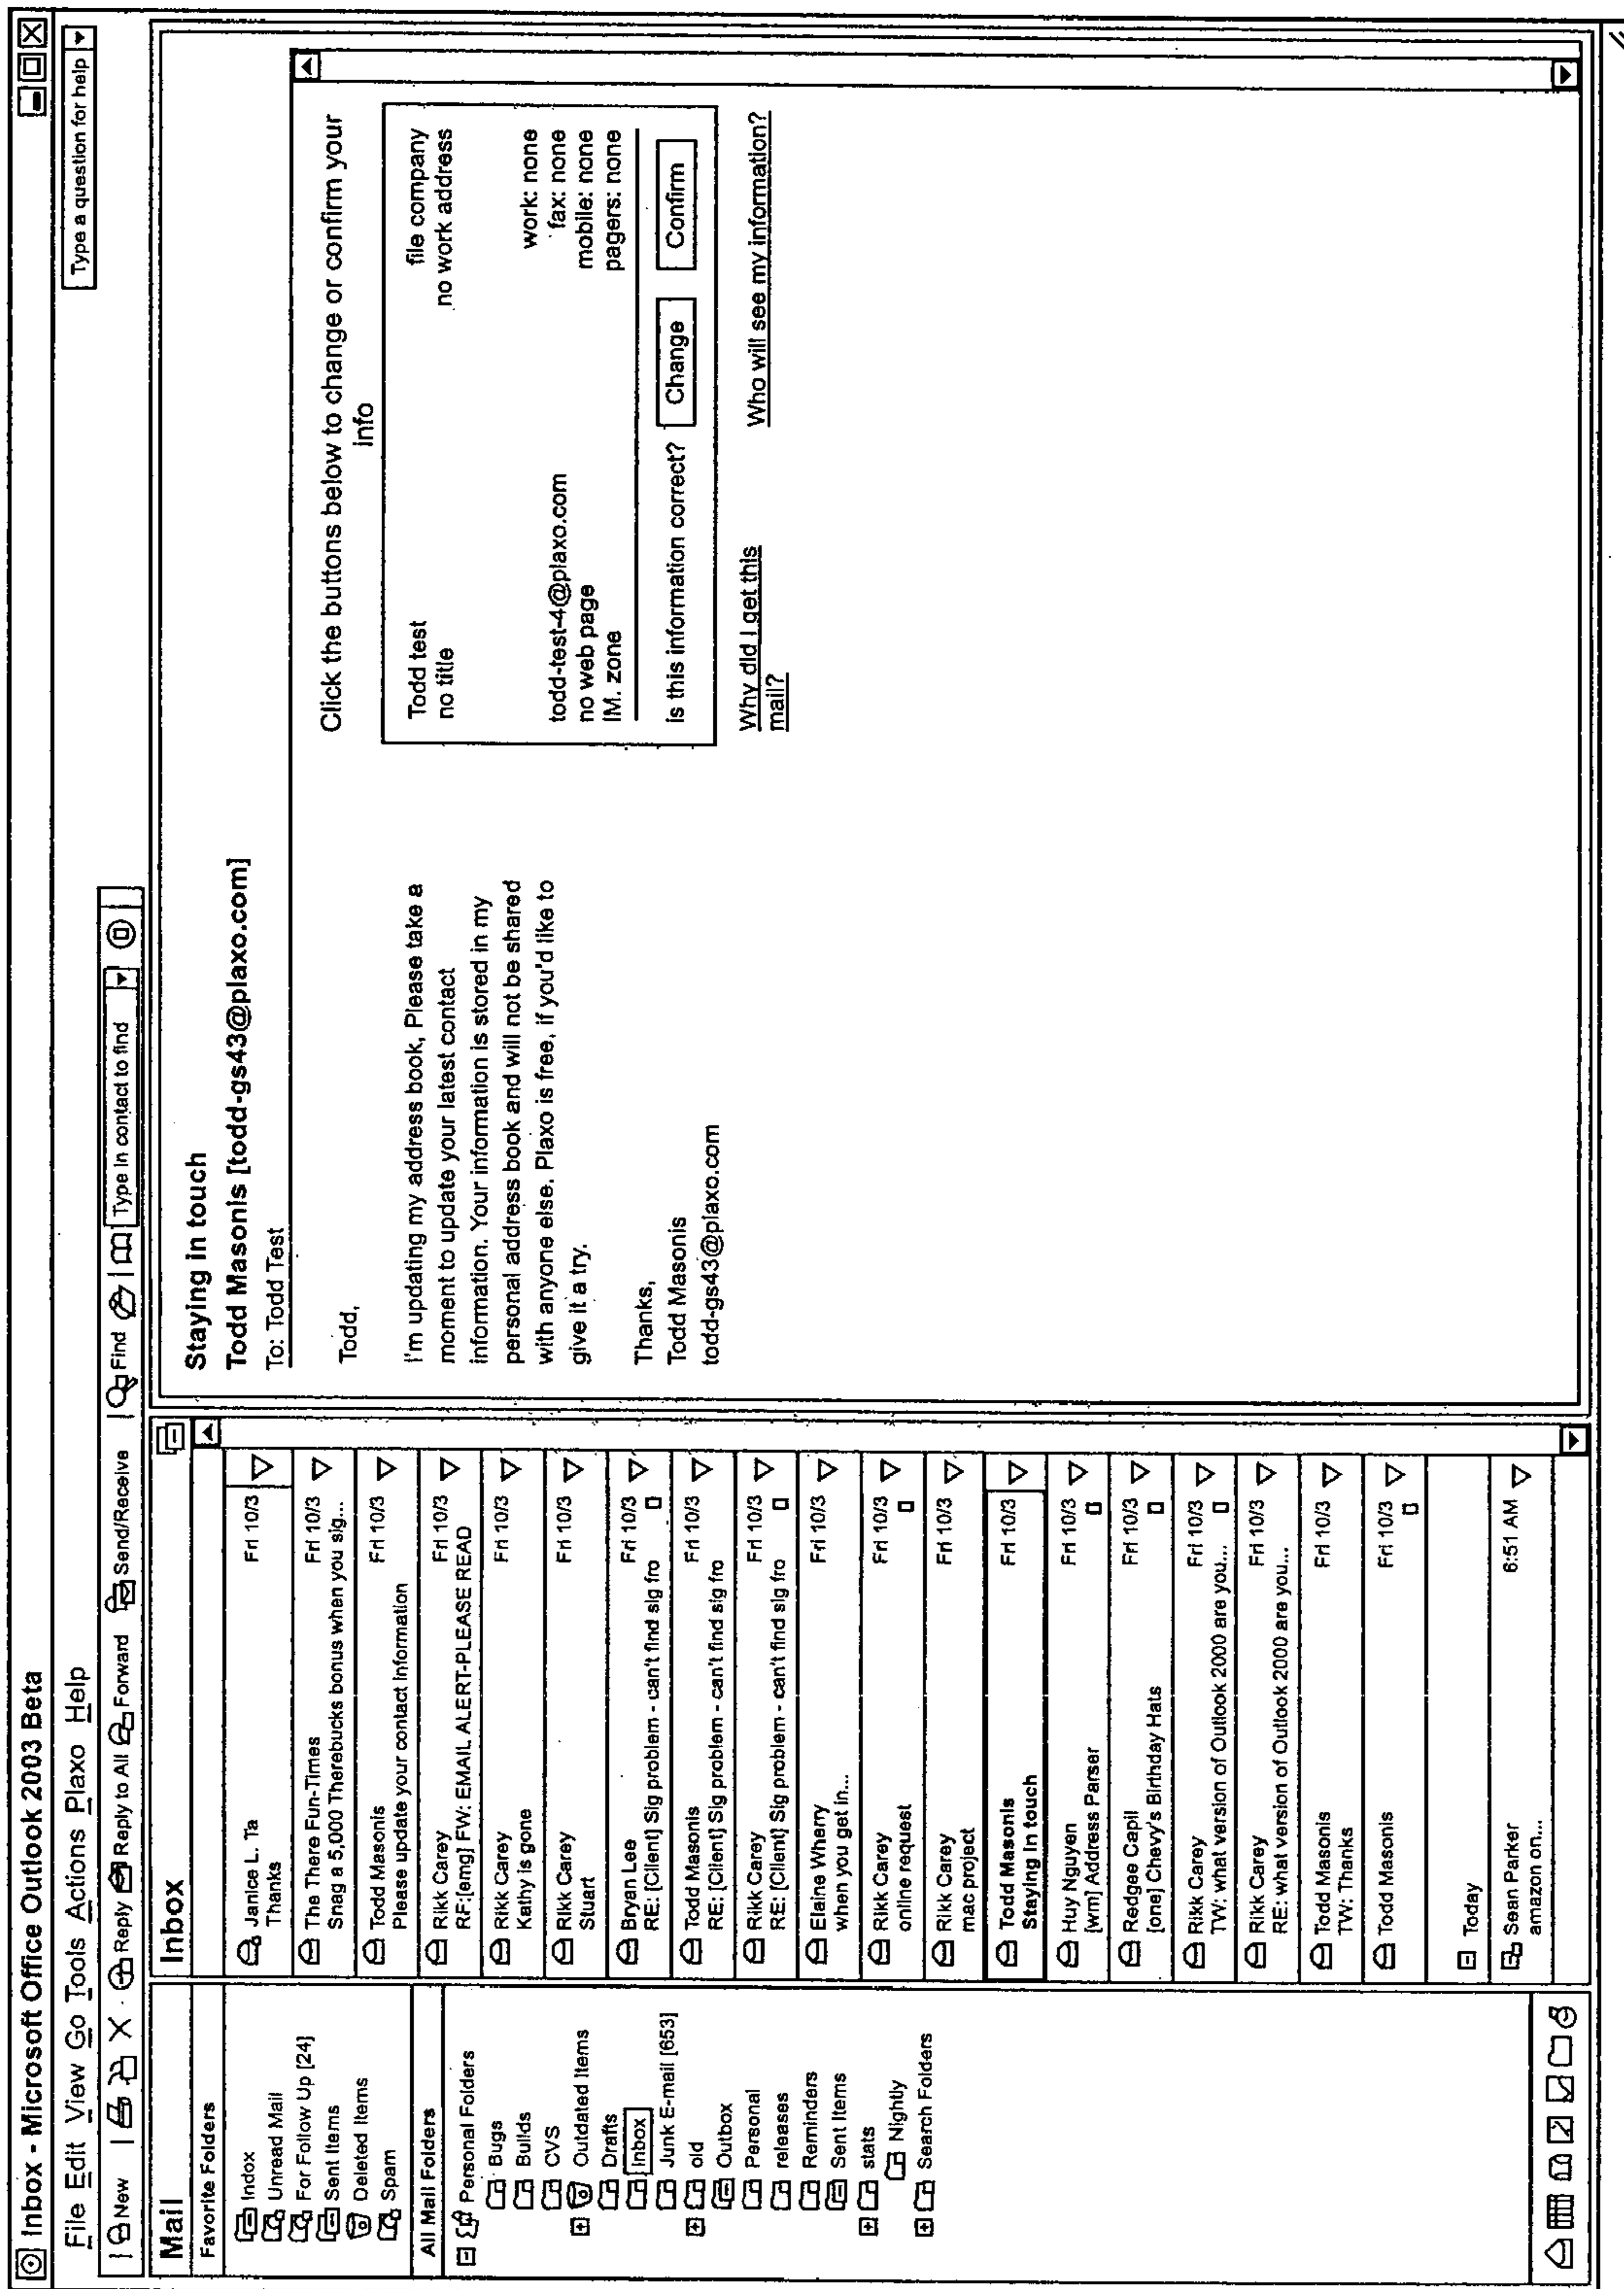 Inbox - Microsoft Office Outlook 2003 Beta
File Edit View Go Tools Actions Plaxo Help
Type a question for help
New X Reply Reply to All Forward Send/Receive Find Type in contact to find
Mail
Favorite Folders
Indox
Unread Mail
For Follow Up [24]
Sent Items
Deleted Items
Spam
All Mail Folders
Personal Folders
Bugs
Builds
CVS
Outdated Items
Drafts
Inbox
Junk E-mail [653]
old
Outbox
Personal
releases
Reminders
Sent Items
stats
Nightly
Search Folders
Inbox
Janice L. Ta Fri 10/3
Thanks
The There Fun-Times Fri 10/3
Snag a 5,000 Therebucks bonus when you sig...
Todd Masonis Fri 10/3
Please update your contact Information
Rikk Carey Fri 10/3
RF:[emg] FW: EMAIL ALERT-PLEASE READ
Rikk Carey Fri 10/3
Kathy is gone
Rikk Carey Fri 10/3
Stuart
Bryan Lee Fri 10/3
RE: [Client] Sig problem - can't find sig fro
Todd Masonis Fri 10/3
RE: [Client] Sig problem - can't find sig fro
Rikk Carey Fri 10/3
RE: [Client] Sig problem - can't find sig fro
Elaine Wherry Fri 10/3
when you get in...
Rikk Carey Fri 10/3
online request
Rikk Carey Fri 10/3
mac project
Todd Masonis Fri 10/3
Staying in touch
Huy Nguyen Fri 10/3
[wm] Address Parser
Redgee Capil Fri 10/3
[one] Chevy's Birthday Hats
Rikk Carey Fri 10/3
TW: what version of Outlook 2000 are you...
Rikk Carey Fri 10/3
RE: what version of Outlook 2000 are you...
Todd Masonis Fri 10/3
TW: Thanks
Todd Masonis Fri 10/3
Today
Sean Parker 6:51 AM
amazon on...
Staying in touch
Todd Masonis [todd-gs43@plaxo.com]
To: Todd Test
Todd,
I'm updating my address book, Please take a
moment to update your latest contact
information. Your information is stored in my
personal address book and will not be shared
with anyone else. Plaxo is free, if you'd like to
give it a try.
Thanks,
Todd Masonis
todd-gs43@plaxo.com
Click the buttons below to change or confirm your
info
Todd test file company
no title no work address
work: none
todd-test-4@plaxo.com fax: none
no web page mobile: none
IM. zone pagers: none
is this information correct? Change Confirm
Why did I get this
mail?
Who will see my information?